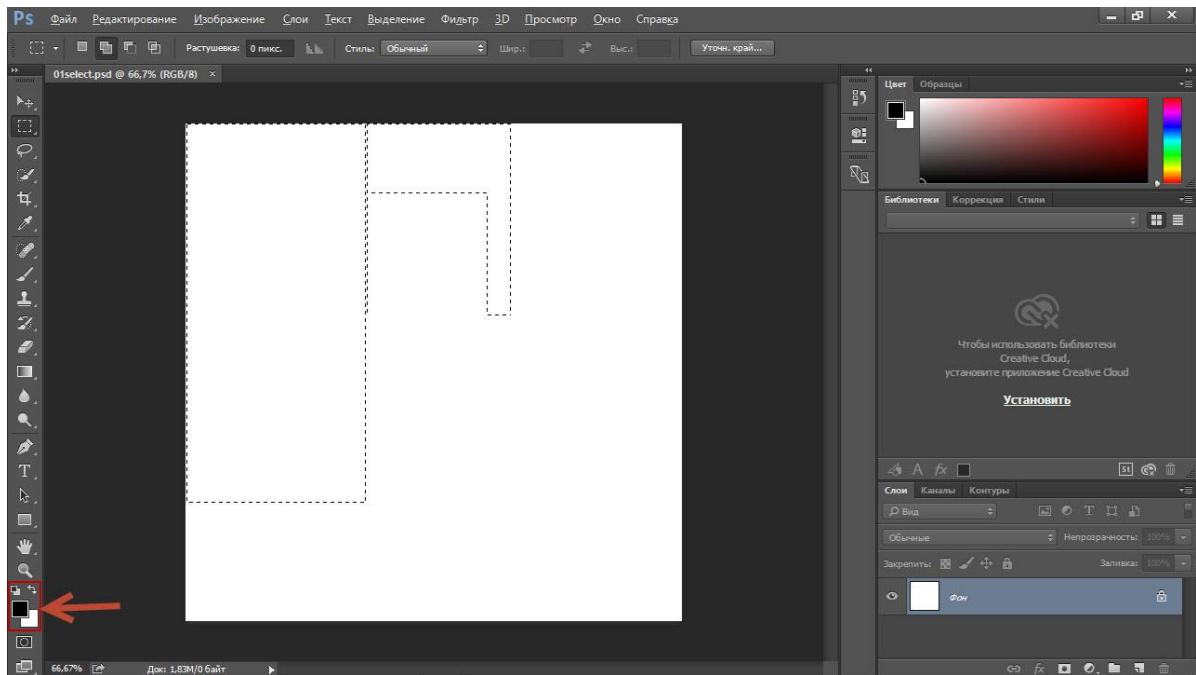 Ps Файл Редактирование Изображение Слои Текст Выделение Фильтр 3D Просмотр Окно Справка
Растушевка: 0 пикс. Стиль: Обычный Шир.: Выс.: Уточн. край...
01select.psd @ 66,7% (RGB/8) ×
Цвет Образцы
Библиотеки Коррекция Стили
Чтобы использовать библиотеки
Creative Cloud,
установите приложение Creative Cloud
Установить
A fx St
Слои Каналы Контуры
Вид
T
Обычные Непрозрачность: 100%
Закрепить: Заливка: 100%
Фон
T
66,67% Док: 1,83M/0 байт
fx